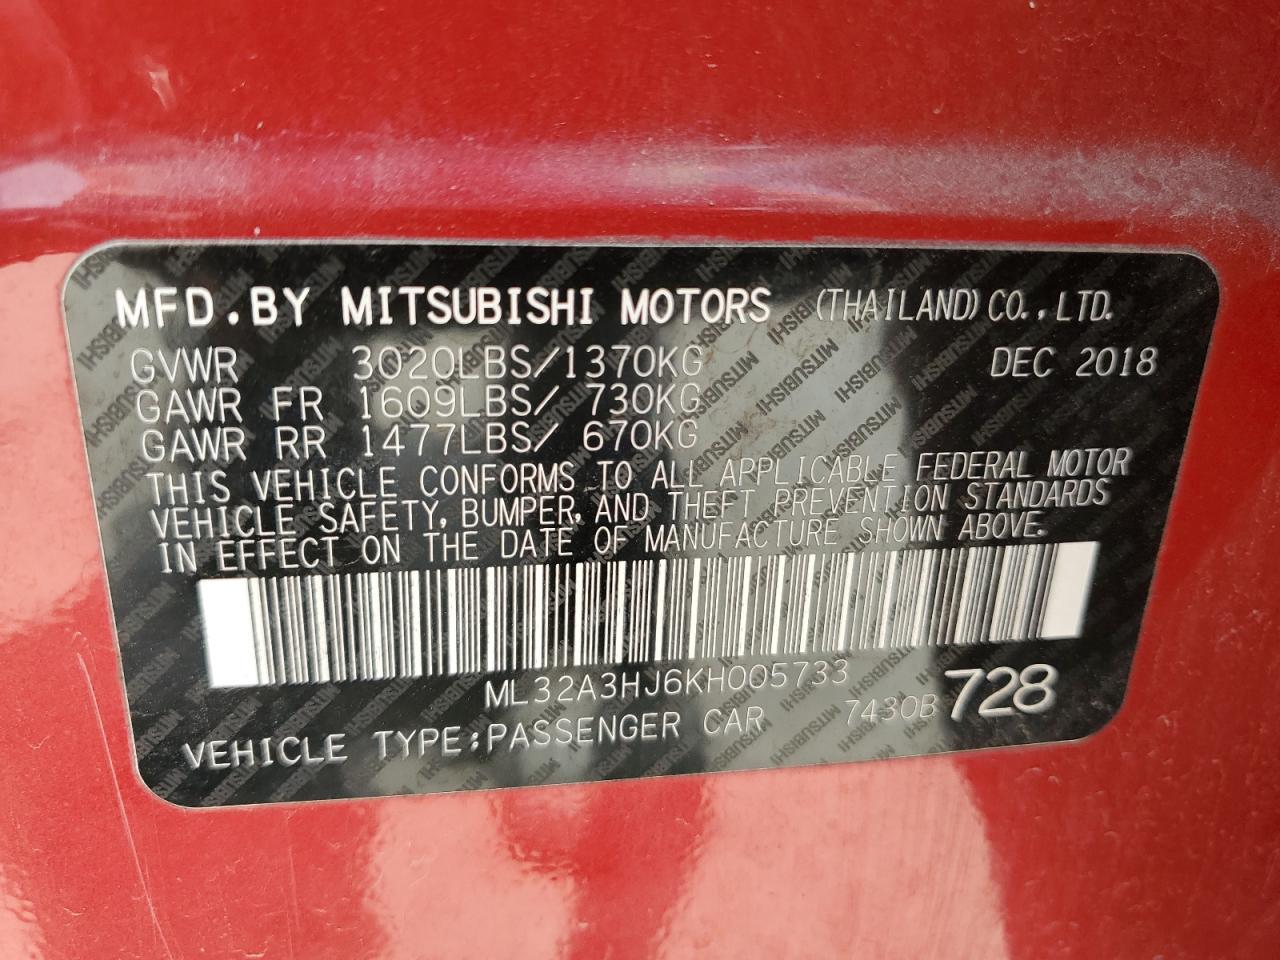 MFD.BY MITSUBISHI MOTORS (THAILAND) CO.,LTD.
GVWR 3020LBS/1370KG DEC 2018
GAWR FR 1609LBS/ 730KG
GAWR RR 1477LBS/ 670KG
THIS VEHICLE CONFORMS TO ALL APPLICABLE FEDERAL MOTOR
VEHICLE SAFETY, BUMPER, AND THEFT PREVENTION STANDARDS
IN EFFECT ON THE DATE OF MANUFACTURE SHOWN ABOVE.
ML32A3HJ6KH005733
VEHICLE TYPE:PASSENGER CAR 7430B 728